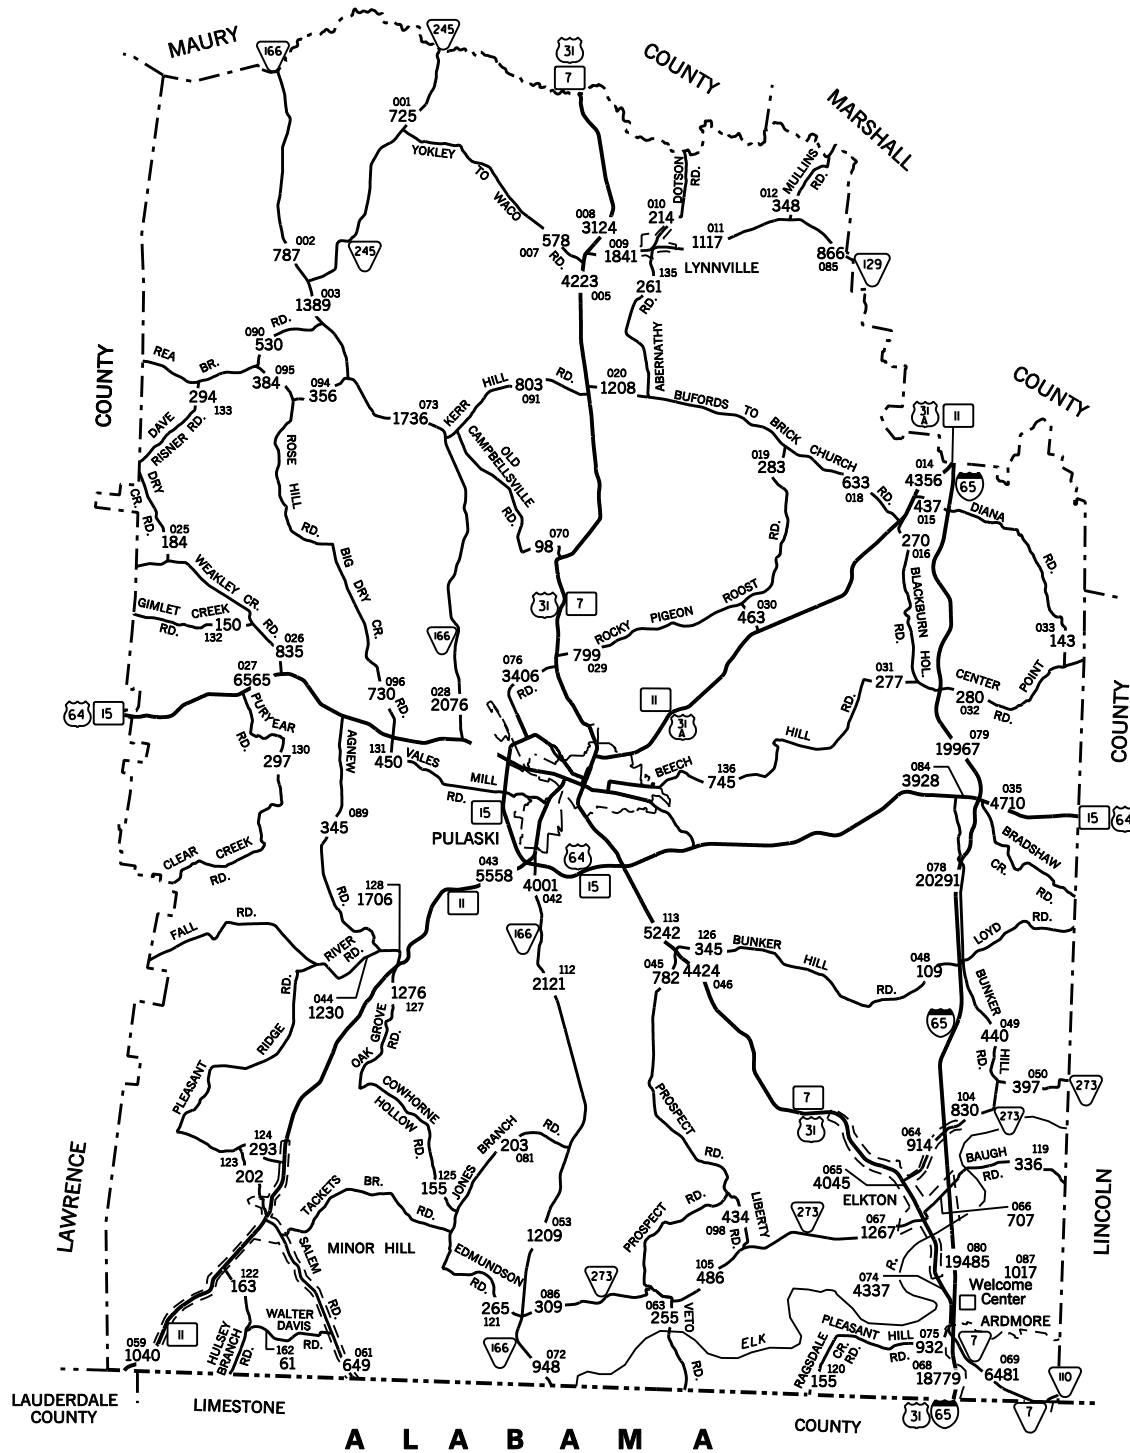 MAURY
166
245
31
7
COUNTY
MARSHALL
001
725
YOKLEY
TO
WACO
RD.
DOTSON
RD.
MULLINS
RD.
012
348
010
214
011
1117
008
3124
578
007
009
1841
LYNNVILLE
866
085
129
002
787
245
4223
005
135
261
RD.
ABERNATHY
003
1389
090
RD.
530
REA
BR.
095
384
094
356
294
133
DAVE
RISNER RD.
COUNTY
073
1736
KERR
HILL
803
091
RD.
020
1208
BUFORDS
TO
BRICK
CHURCH
RD.
COUNTY
31
A
11
014
4356
65
019
283
633
018
437
015
DIANA
RD.
270
016
DRY
CR.
RD.
025
184
ROSE
HILL
RD.
OLD
CAMPBELLSVILLE
RD.
070
98
WEAKLEY CR.
RD.
GIMLET CREEK
RD.
150
132
026
835
BIG
DRY
CR.
RD.
166
31
7
ROCKY
PIGEON
ROOST
RD.
030
463
BLACKBURN
HOL
RD.
033
143
027
6565
64
15
096
730
028
2076
076
3406
RD.
799
029
11
31
A
031
277
CENTER
POINT
RD.
280
032
PURYEAR
RD.
130
297
AGNEW
RD.
131
450
VALES
MILL
RD.
BEECH
HILL
RD.
136
745
079
19967
084
3928
035
4710
15
64
COUNTY
089
345
15
PULASKI
64
15
CLEAR
CREEK
RD.
043
5558
4001
042
11
128
1706
078
20291
BRADSHAW
CR.
RD.
FALL
RD.
RIVER
RD.
166
113
5242
126
345
BUNKER
HILL
RD.
048
109
LOYD
RD.
045
782
4424
046
112
2121
044
1230
1276
127
OAK GROVE
RD.
65
BUNKER
HILL
RD.
049
440
050
397
273
PLEASANT
RIDGE
RD.
COWHORNE
HOLLOW
RD.
PROSPECT
RD.
7
31
104
830
273
064
914
124
293
123
202
125
155
JONES
BRANCH
RD.
203
081
065
4045
ELKTON
BAUGH
RD.
119
336
LAWRENCE
LINCOLN
TACKETS
BR.
RD.
PROSPECT
RD.
434
098
LIBERTY
RD.
273
067
1267
066
707
053
1209
MINOR HILL
SALEM
RD.
EDMUNDSON
RD.
105
486
080
19485
087
1017
Welcome
Center
122
163
265
121
086
309
273
063
255
VETO
RD.
074
4337
R.
ELK
ARDMORE
7
059
1040
11
HULSEY
BRANCH
RD.
WALTER
DAVIS
RD.
162
61
061
649
166
072
948
RAGSDALE
CR.
RD.
120
155
PLEASANT
HILL
RD.
075
932
068
18779
069
6481
110
7
31
65
LAUDERDALE
COUNTY
LIMESTONE
COUNTY
A L A B A M A